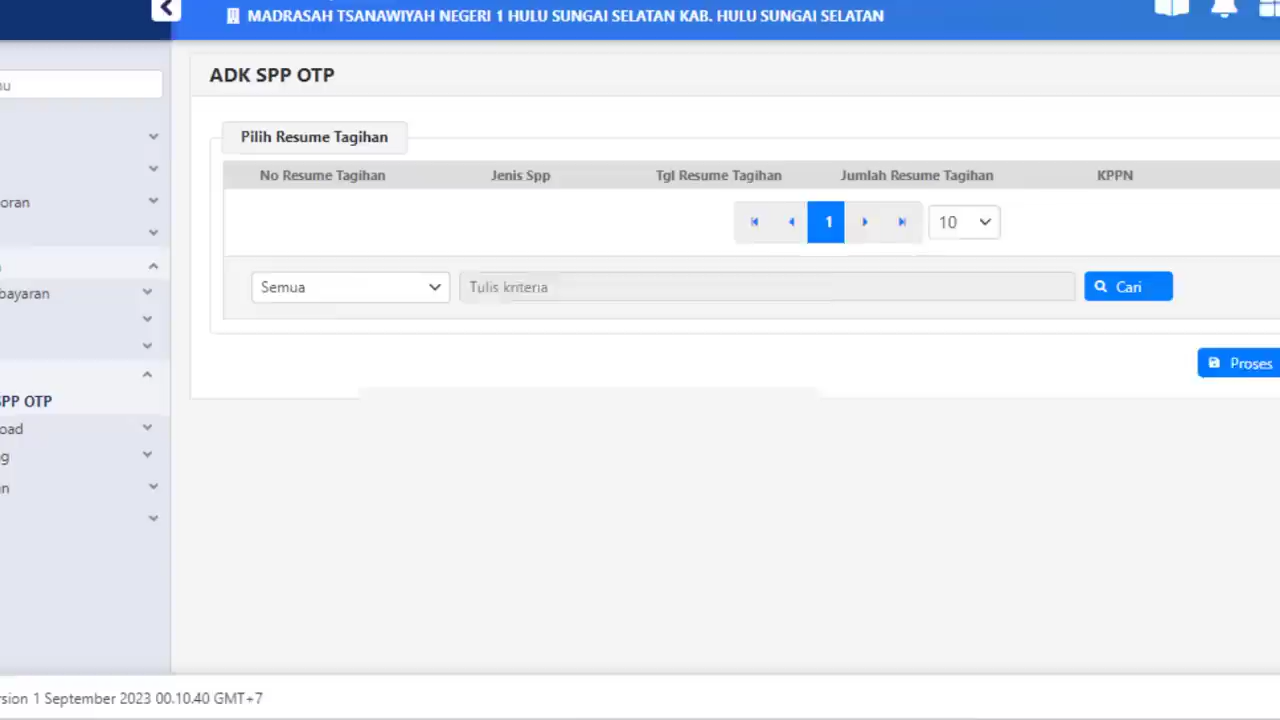 MADRASAH TSANAWIYAH NEGERI 1 HULU SUNGAI SELATAN KAB. HULU SUNGAI SELATAN
ADK SPP OTP
Pilih Resume Tagihan
No Resume Tagihan Jenis Spp Tgl Resume Tagihan Jumlah Resume Tagihan KPPN
1 10
Semua Tulis kriteria Cari
Proses
nu
oran
bayaran
SPP OTP
oad
g
n
rsion 1 September 2023 00.10.40 GMT+7